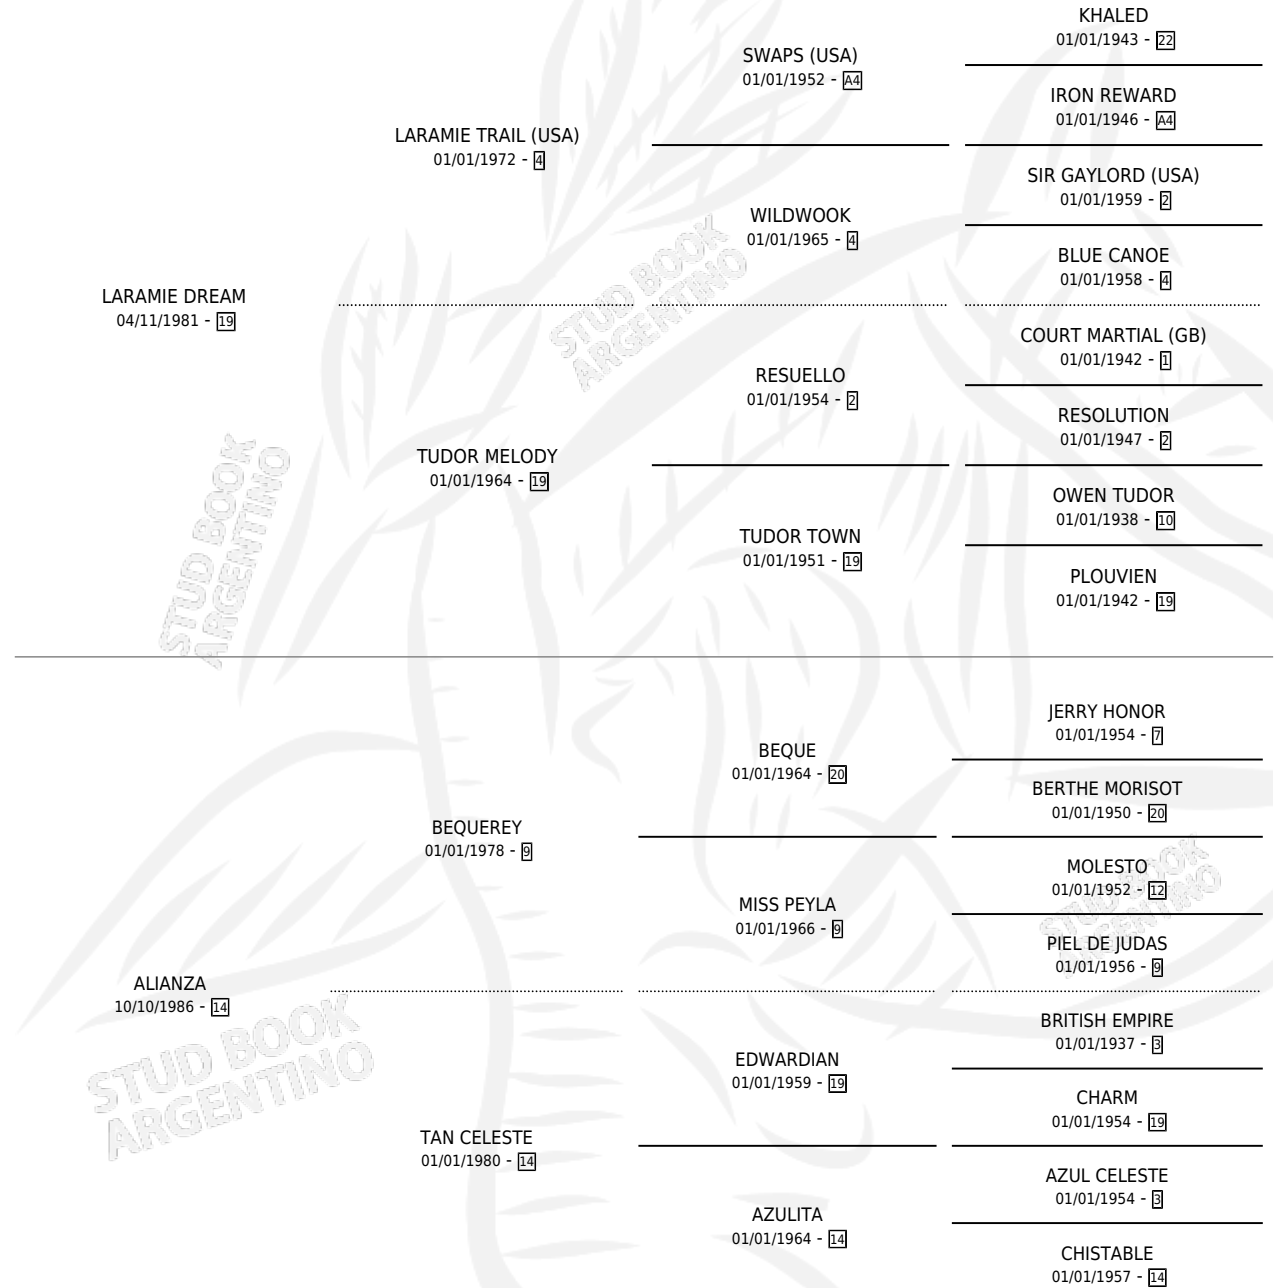 KHALED
01/01/1943 - 22
SWAPS (USA)
01/01/1952 - A4
IRON REWARD
01/01/1946 - A4
LARAMIE TRAIL (USA)
01/01/1972 - 4
SIR GAYLORD (USA)
01/01/1959 - 2
WILDWOOK
01/01/1965 - 4
BLUE CANOE
01/01/1958 - 4
LARAMIE DREAM
04/11/1981 - 19
STUD BOOK
ARGENTINO
COURT MARTIAL (GB)
01/01/1942 - 1
RESUELLO
01/01/1954 - 2
RESOLUTION
01/01/1947 - 2
TUDOR MELODY
01/01/1964 - 19
OWEN TUDOR
01/01/1938 - 10
TUDOR TOWN
01/01/1951 - 19
PLOUVIEN
01/01/1942 - 19
STUD BOOK
ARGENTINO
JERRY HONOR
01/01/1954 - 7
BEQUE
01/01/1964 - 20
BERTHE MORISOT
01/01/1950 - 20
BEQUEREY
01/01/1978 - 9
MOLESTO
01/01/1952 - 12
MISS PEYLA
01/01/1966 - 9
STUD BOOK
ARGENTINO
PIEL DE JUDAS
01/01/1956 - 9
ALIANZA
10/10/1986 - 14
BRITISH EMPIRE
01/01/1937 - 3
EDWARDIAN
01/01/1959 - 19
CHARM
01/01/1954 - 19
STUD BOOK
ARGENTINO
TAN CELESTE
01/01/1980 - 14
AZUL CELESTE
01/01/1954 - 3
AZULITA
01/01/1964 - 14
CHISTABLE
01/01/1957 - 14